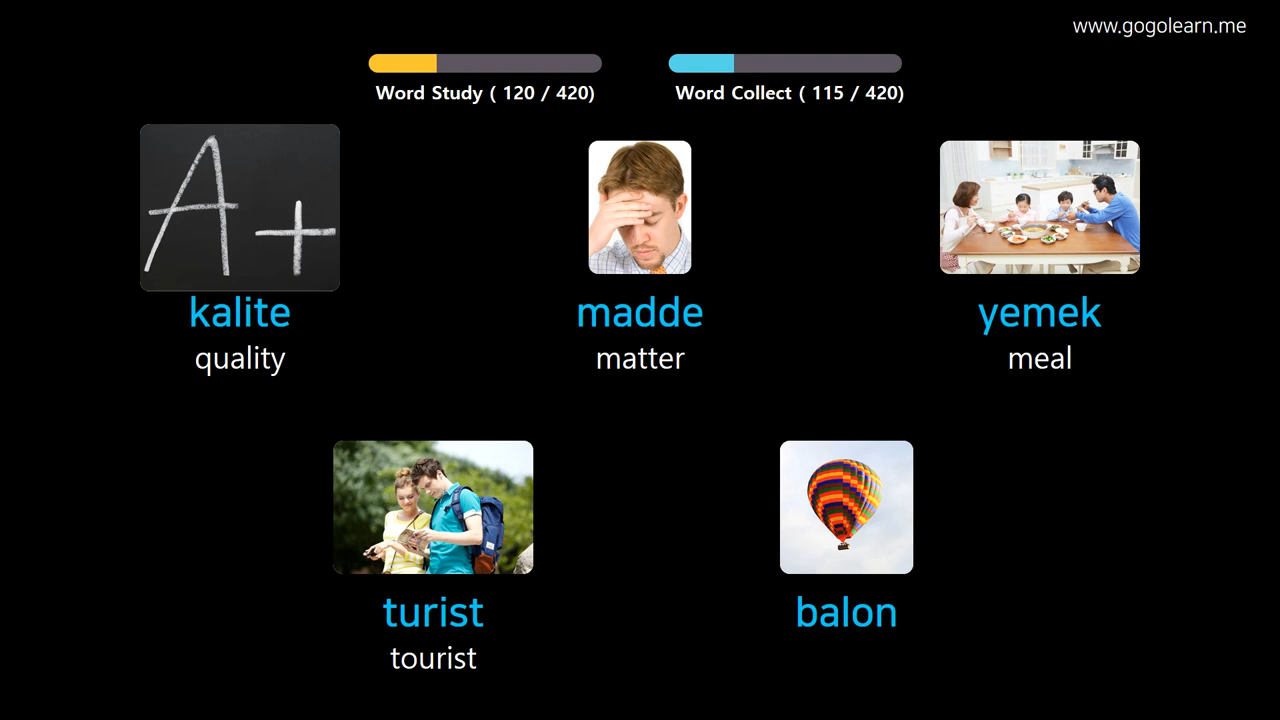 www.gogolearn.me
Word Study ( 120 / 420)
Word Collect ( 115 / 420)
A+
kalite
quality
madde
matter
yemek
meal
turist
tourist
balon